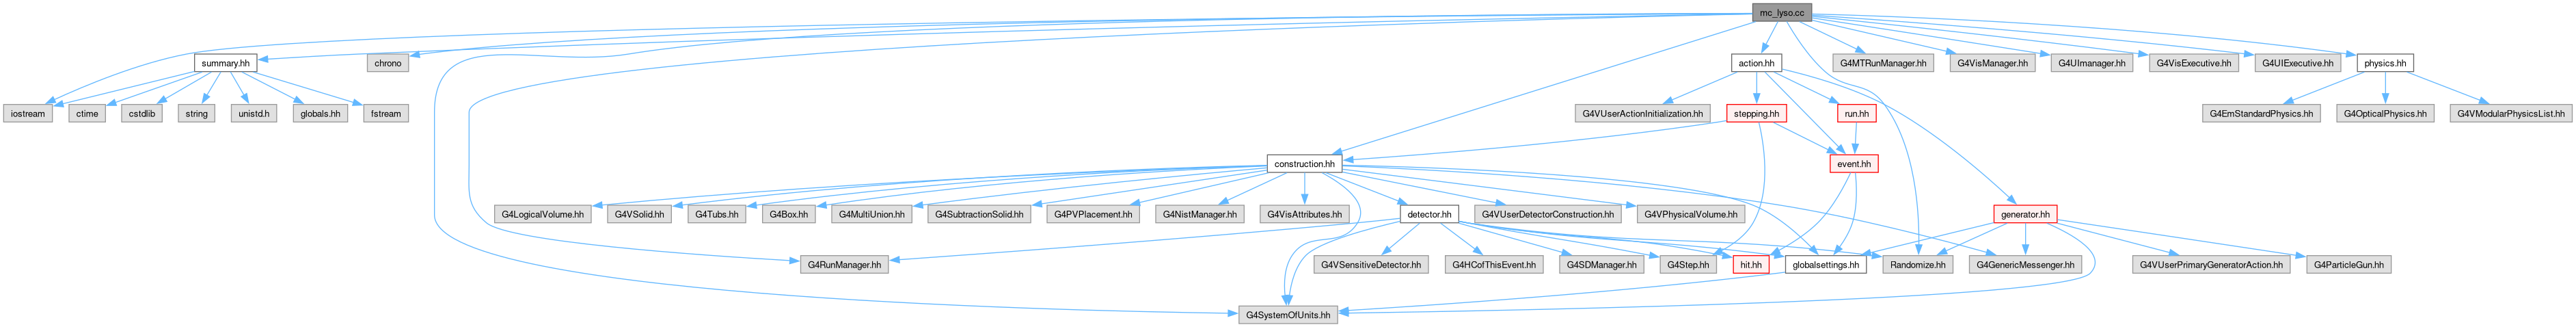 mc_lyso.cc
summary.hh
chrono
action.hh
G4MTRunManager.hh
G4VisManager.hh
G4UImanager.hh
G4VisExecutive.hh
G4UIExecutive.hh
physics.hh
iostream
ctime
cstdlib
string
unistd.h
globals.hh
fstream
G4VUserActionInitialization.hh
stepping.hh
run.hh
G4EmStandardPhysics.hh
G4OpticalPhysics.hh
G4VModularPhysicsList.hh
construction.hh
event.hh
G4LogicalVolume.hh
G4VSolid.hh
G4Tubs.hh
G4Box.hh
G4MultiUnion.hh
G4SubtractionSolid.hh
G4PVPlacement.hh
G4NistManager.hh
G4VisAttributes.hh
detector.hh
G4VUserDetectorConstruction.hh
G4VPhysicalVolume.hh
generator.hh
G4RunManager.hh
G4VSensitiveDetector.hh
G4HCofThisEvent.hh
G4SDManager.hh
G4Step.hh
hit.hh
globalsettings.hh
Randomize.hh
G4GenericMessenger.hh
G4VUserPrimaryGeneratorAction.hh
G4ParticleGun.hh
G4SystemOfUnits.hh